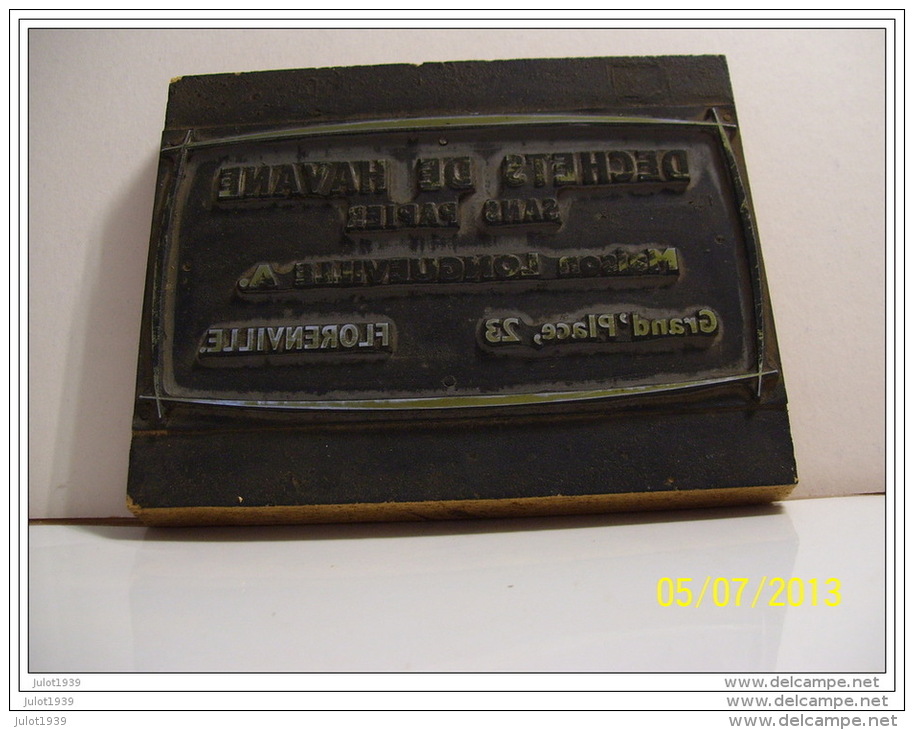 DECHETS DE HAVANE
SANS PAPIER
Maison LONGUEVILLE A.
Grand'Place, 23 FLORENVILLE.
05/07/2013
julot1939 www.delcampe.net
julot1939 www.delcampe.net
julot1939 www.delcampe.net